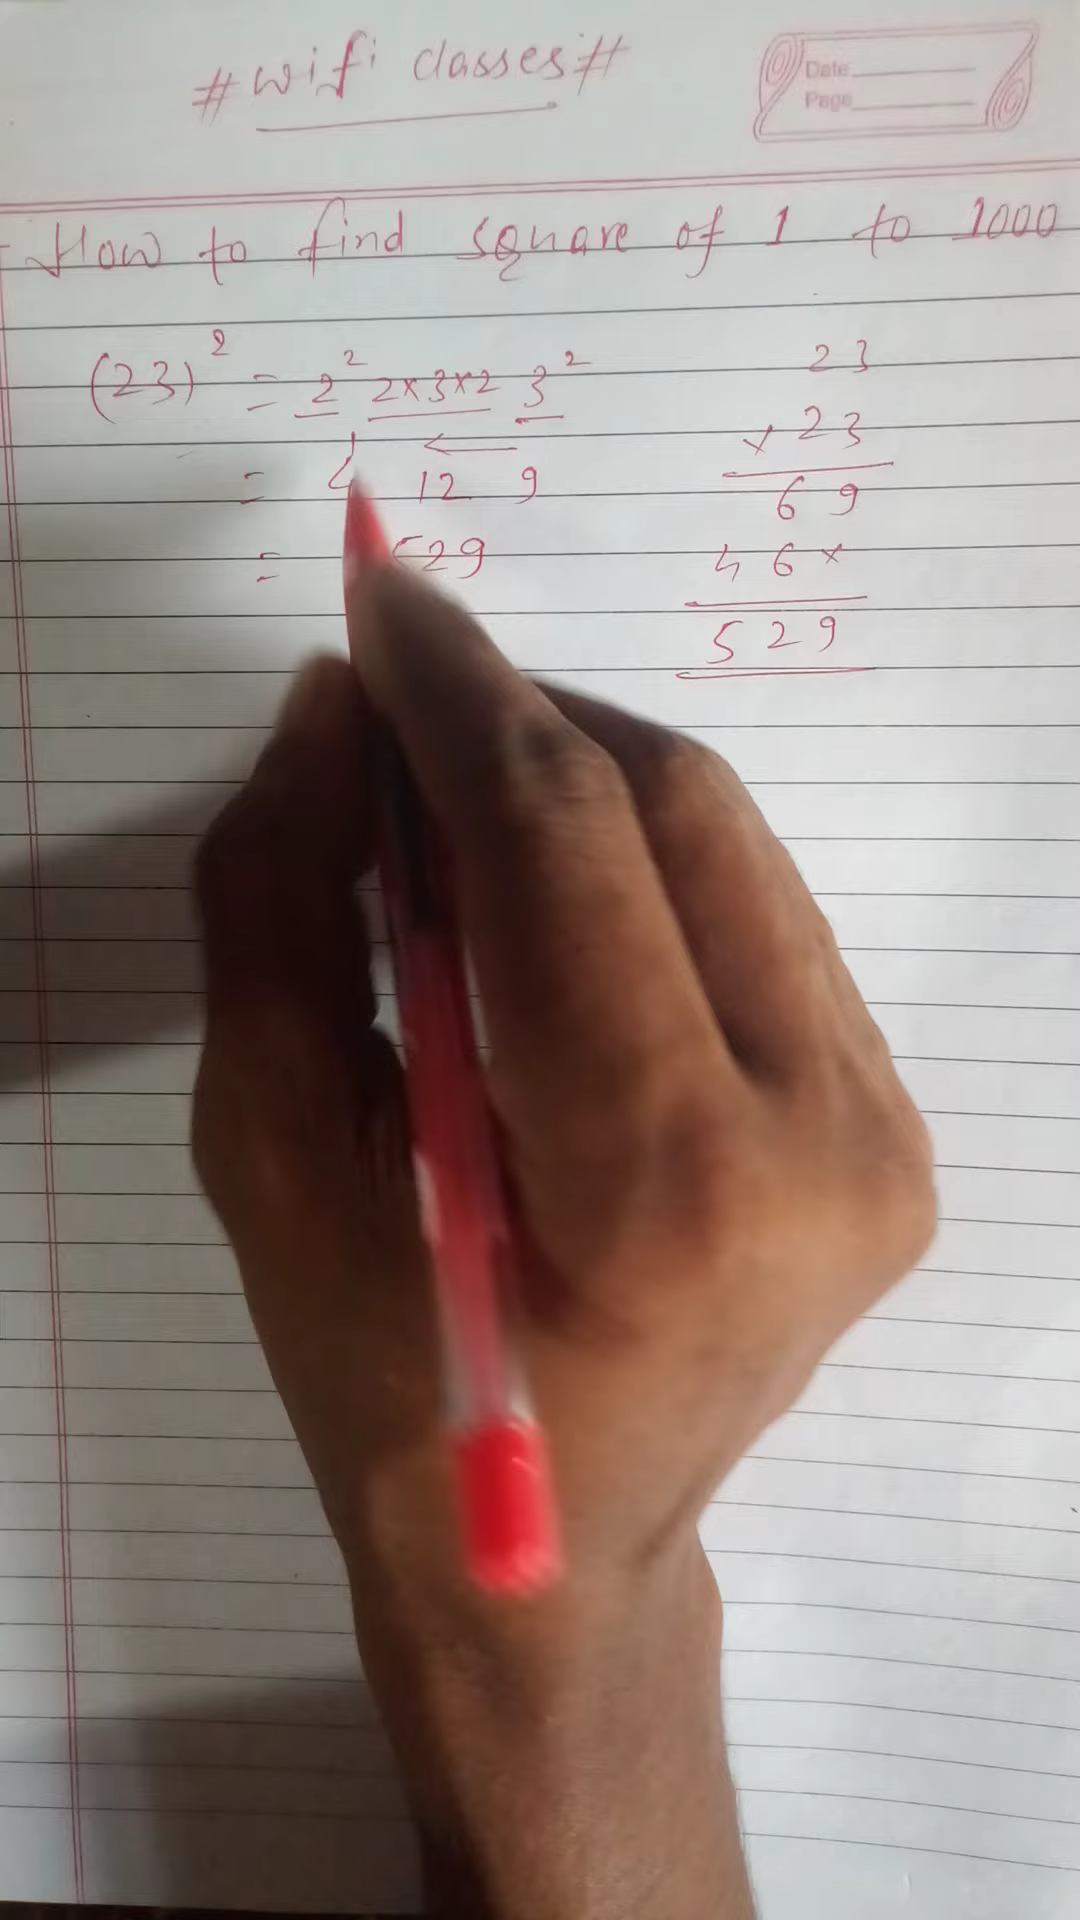 #wifi classes#
Date
Page
How to find square of 1 to 1000
(23)² = 2² 2×3×2 3²
= 4 12 9
= 529
23
× 23
69
46×
529